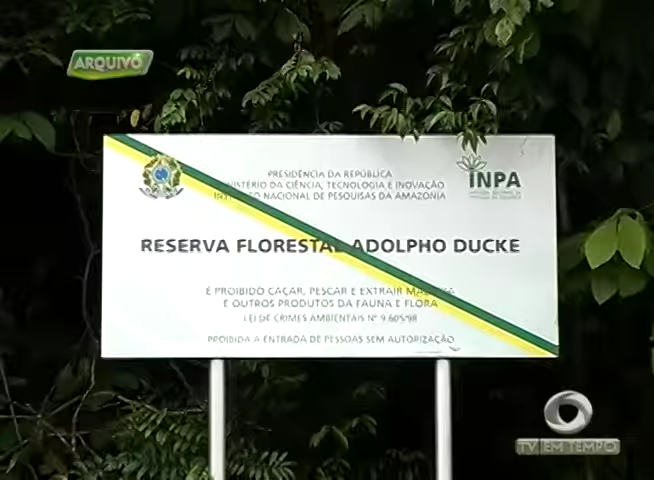 ARQUIVO
PRESIDÊNCIA DA REPÚBLICA
MINISTÉRIO DA CIÊNCIA, TECNOLOGIA E INOVAÇÃO
INSTITUTO NACIONAL DE PESQUISAS DA AMAZONIA
INPA
RESERVA FLORESTAL ADOLPHO DUCKE
É PROIBIDO CAÇAR, PESCAR E EXTRAIR MADEIRA
E OUTROS PRODUTOS DA FAUNA E FLORA
LEI DE CRIMES AMBIENTAIS Nº 9.605/98
PROIBIDA A ENTRADA DE PESSOAS SEM AUTORIZAÇÃO
TV EM TEMPO